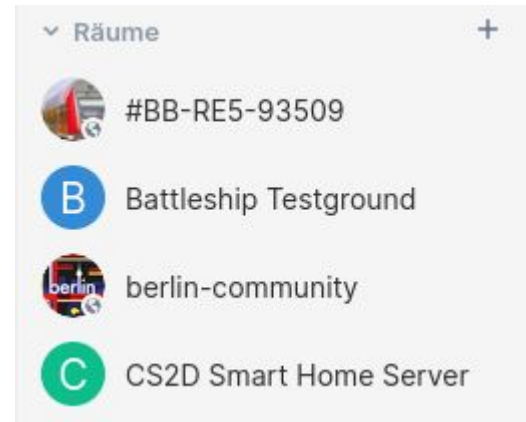 Räume
#BB-RE5-93509
B
Battleship Testground
berlin
berlin-community
C
CS2D Smart Home Server